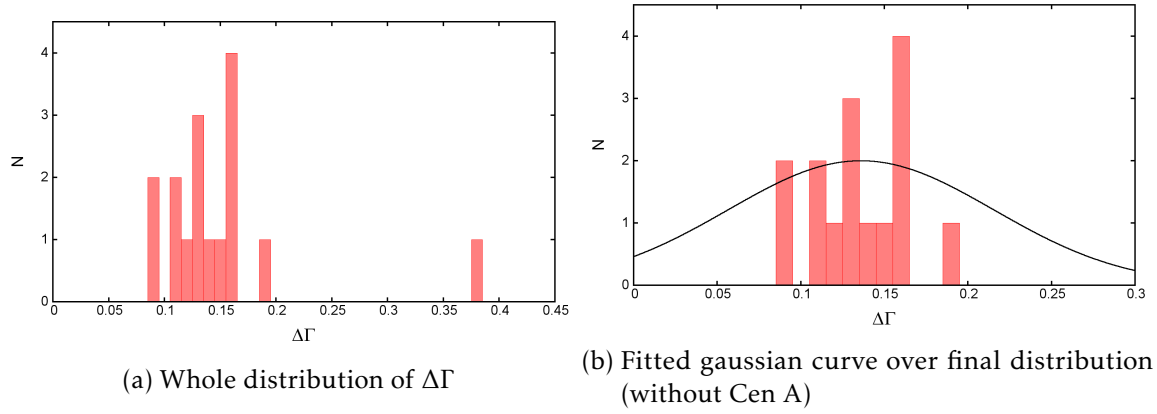 4
3
N
2
1
0
0 0.05 0.1 0.15 0.2 0.25 0.3 0.35 0.4 0.45
ΔΓ
(a) Whole distribution of ΔΓ
4
3
N
2
1
0
0 0.05 0.1 0.15 0.2 0.25 0.3
ΔΓ
(b) Fitted gaussian curve over final distribution
(without Cen A)